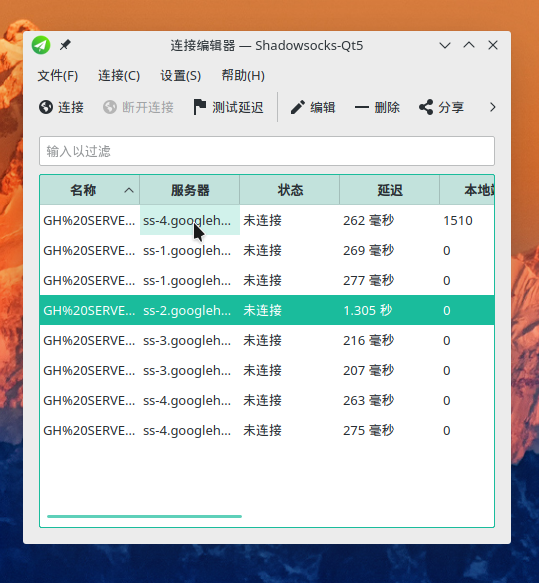 连接编辑器 — Shadowsocks-Qt5
文件(F) 连接(C) 设置(S) 帮助(H)
连接 断开连接 测试延迟 编辑 删除 分享
输入以过滤
名称 服务器 状态 延迟 本地
GH%20SERVE... ss-4.googleh... 未连接 262 毫秒 1510
GH%20SERVE... ss-1.googleh... 未连接 269 毫秒 0
GH%20SERVE... ss-1.googleh... 未连接 277 毫秒 0
GH%20SERVE... ss-2.googleh... 未连接 1.305 秒 0
GH%20SERVE... ss-3.googleh... 未连接 216 毫秒 0
GH%20SERVE... ss-3.googleh... 未连接 207 毫秒 0
GH%20SERVE... ss-4.googleh... 未连接 263 毫秒 0
GH%20SERVE... ss-4.googleh... 未连接 275 毫秒 0